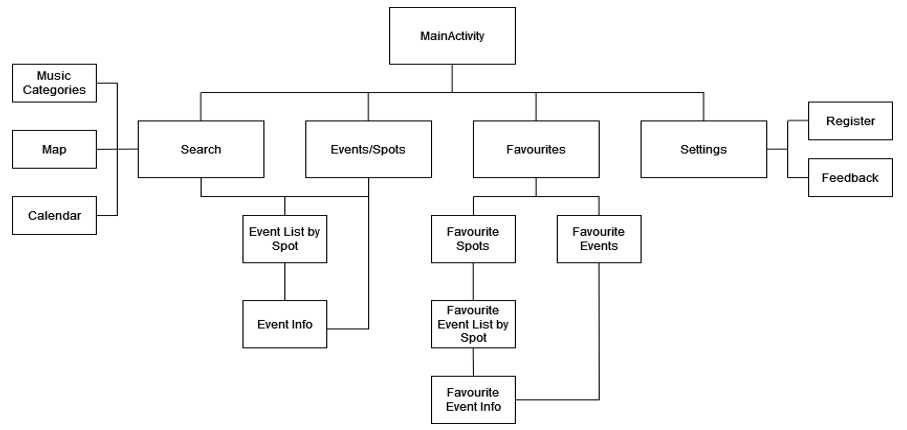 MainActivity
Music
Categories
Map
Calendar
Search
Events/Spots
Favourites
Settings
Register
Feedback
Event List by
Spot
Event Info
Favourite
Spots
Favourite
Events
Favourite
Event List by
Spot
Favourite
Event Info